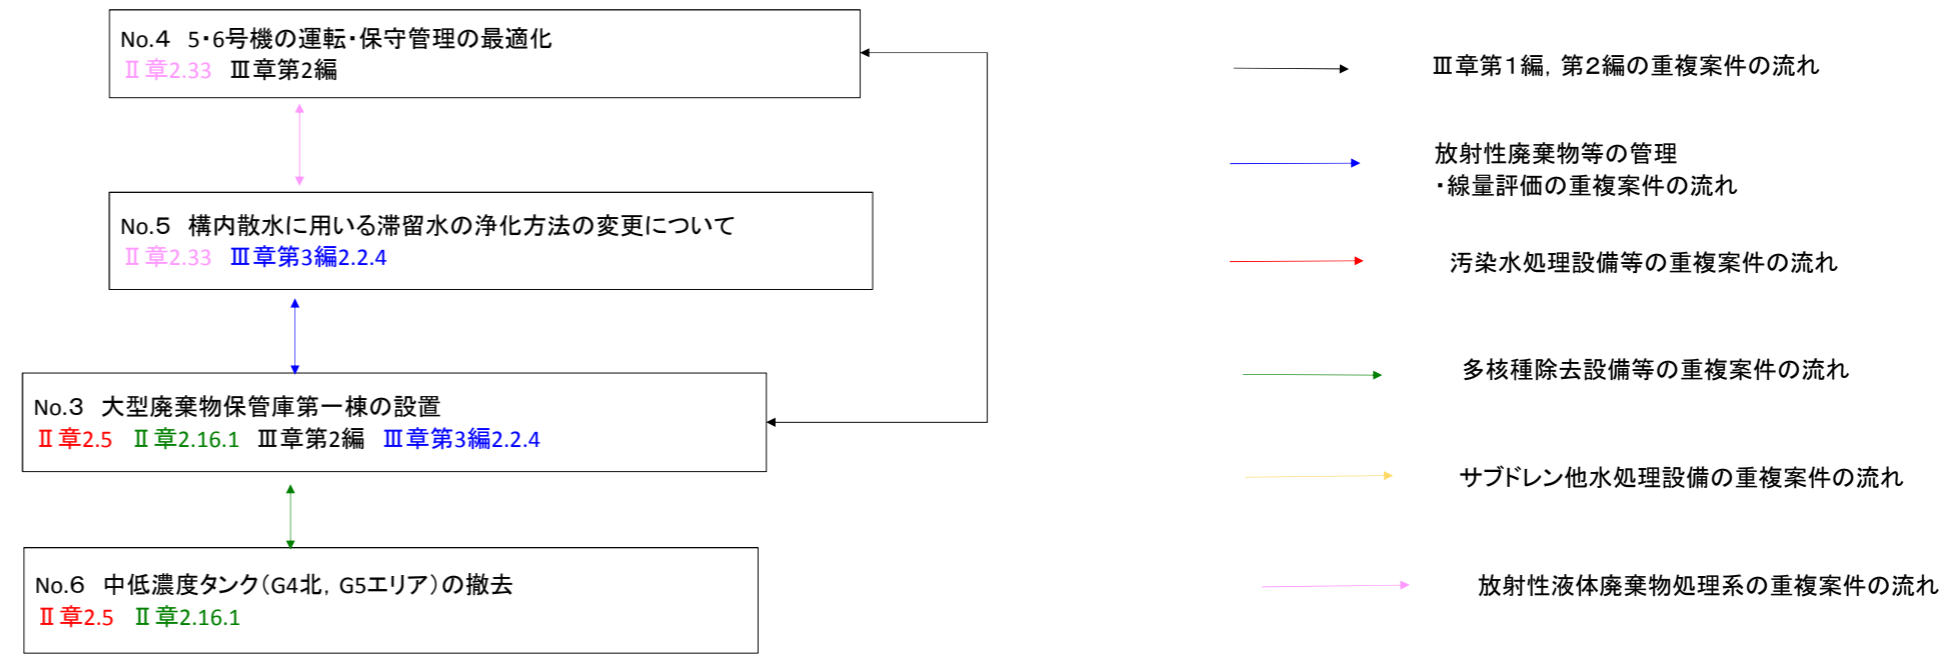 No.4 5・6号機の運転・保守管理の最適化
Ⅱ章2.33 Ⅲ章第2編
No.5 構内散水に用いる滞留水の浄化方法の変更について
Ⅱ章2.33 Ⅲ章第3編2.2.4
No.3 大型廃棄物保管庫第一棟の設置
Ⅱ章2.5 Ⅱ章2.16.1 Ⅲ章第2編 Ⅲ章第3編2.2.4
No.6 中低濃度タンク(G4北, G5エリア)の撤去
Ⅱ章2.5 Ⅱ章2.16.1
Ⅲ章第1編, 第2編の重複案件の流れ
放射性廃棄物等の管理
・線量評価の重複案件の流れ
汚染水処理設備等の重複案件の流れ
多核種除去設備等の重複案件の流れ
サブドレン他水処理設備の重複案件の流れ
放射性液体廃棄物処理系の重複案件の流れ